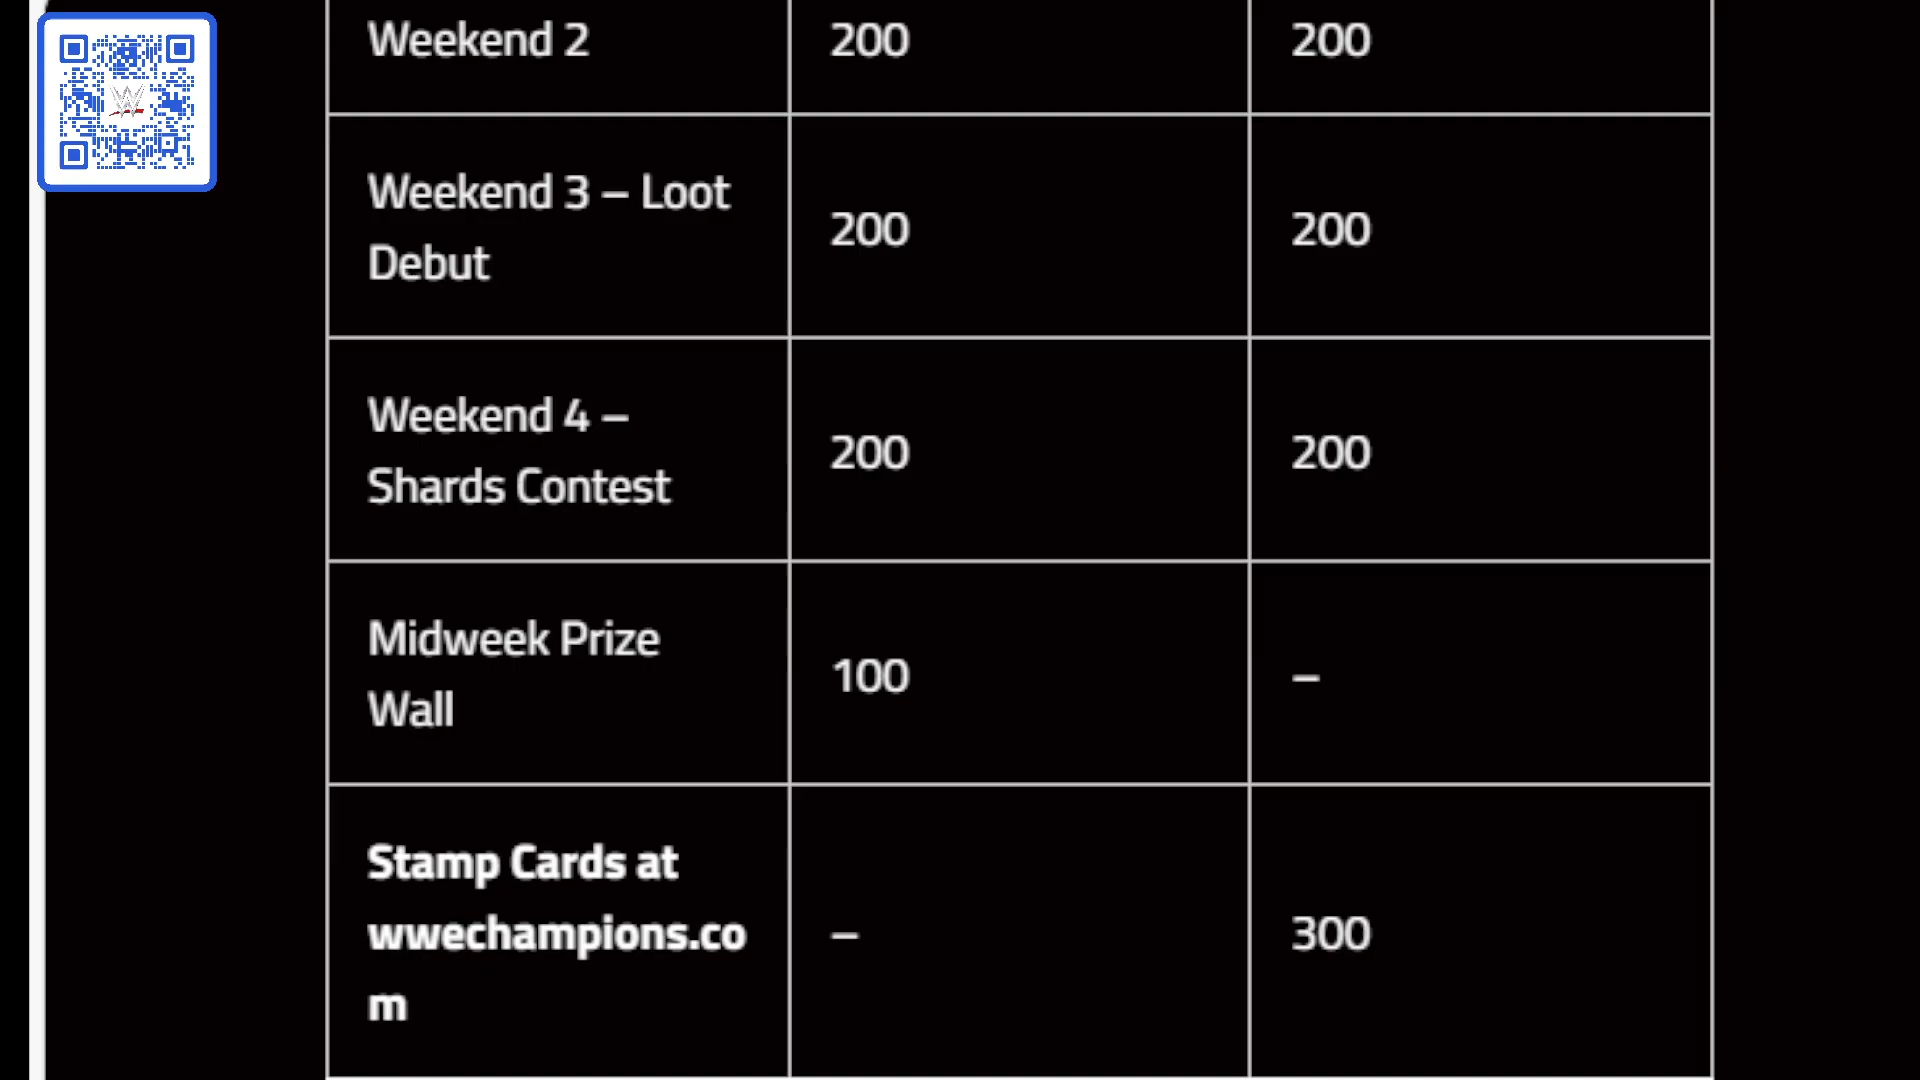 Weekend 2 200 200
Weekend 3 – Loot
Debut
200 200
Weekend 4 –
Shards Contest
200 200
Midweek Prize
Wall
100 –
Stamp Cards at
wwechampions.co
m
– 300